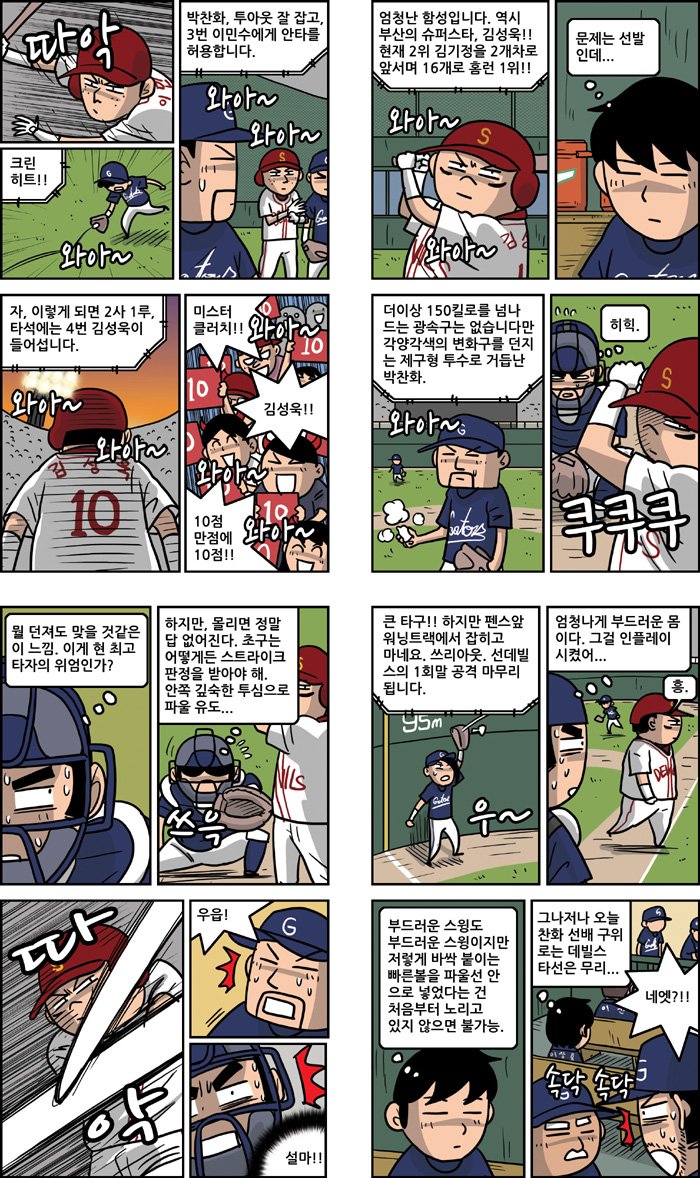 따악
크린
히트!!
와아~
박찬화, 투아웃 잘 잡고,
3번 이민수에게 안타를
허용합니다.
와아~
와아~
G
S
자, 이렇게 되면 2사 1루,
타석에는 4번 김성욱이
들어섭니다.
와아~
와아~
김성욱
10
미스터
클러치!!
와아~
10
10
김성욱!!
와아~
10점
만점에
10점!!
와아~
10
엄청난 함성입니다. 역시
부산의 슈퍼스타, 김성욱!!
현재 2위 김기정을 2개차로
앞서며 16개로 홈런 1위!!
와아~
S
와아~
문제는 선발
인데...
더이상 150킬로를 넘나
드는 광속구는 없습니다만
각양각색의 변화구를 던지
는 제구형 투수로 거듭난
박찬화.
와아~
G
Gators
히힉.
S
쿠쿠쿠
뭘 던져도 맞을 것같은
이 느낌. 이게 현 최고
타자의 위엄인가?
하지만, 몰리면 정말
답 없어진다. 초구는
어떻게든 스트라이크
판정을 받아야 해.
안쪽 깊숙한 투심으로
파울 유도...
쓰윽
따
악
S
우읍!
G
설마!!
큰 타구!! 하지만 펜스앞
워닝트랙에서 잡히고
마네요. 쓰리아웃. 선데빌
스의 1회말 공격 마무리
됩니다.
95m
G
우~
엄청나게 부드러운 몸
이다. 그걸 인플레이
시켰어...
흥.
부드러운 스윙도
부드러운 스윙이지만
저렇게 바싹 붙이는
빠른볼을 파울선 안
으로 넣었다는 건
처음부터 노리고
있지 않으면 불가능.
그나저나 오늘
찬화 선배 구위
로는 데빌스
타선은 무리...
네엣?!!
속닥 속닥
G